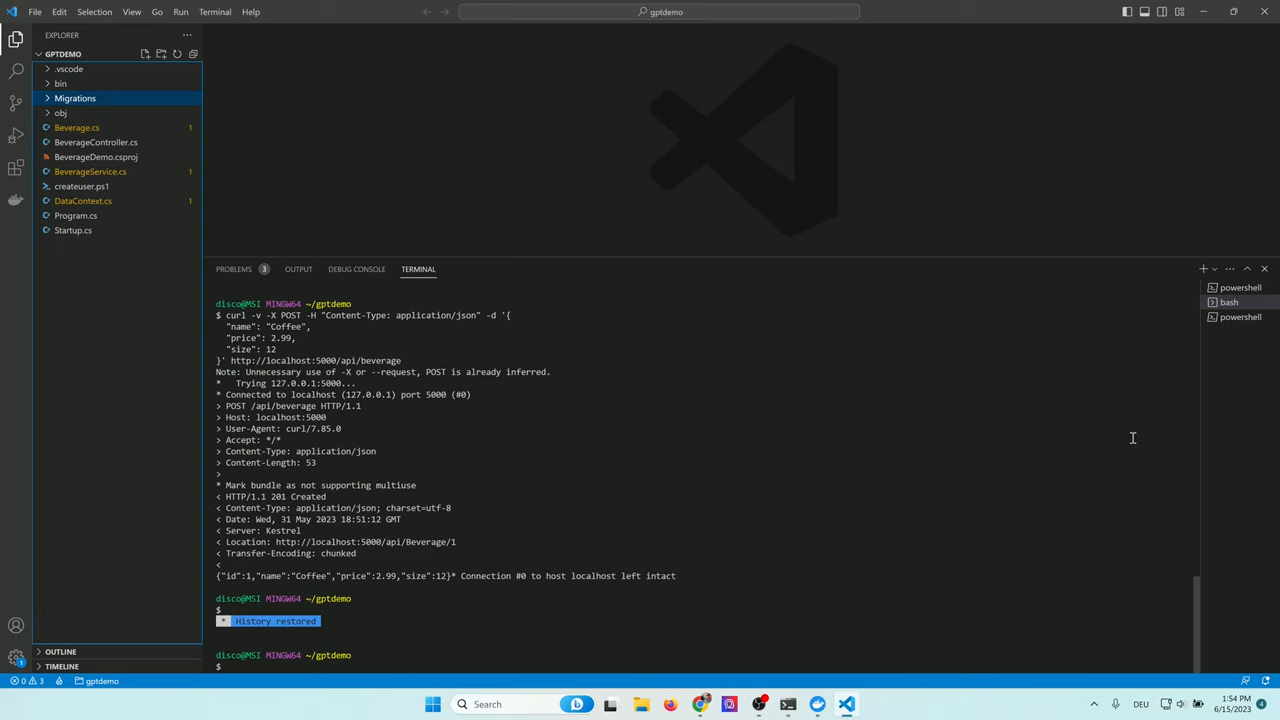 File Edit Selection View Go Run Terminal Help
gptdemo
EXPLORER
GPTDEMO
.vscode
bin
Migrations
obj
Beverage.cs 1
BeverageController.cs
BeverageDemo.csproj
BeverageService.cs 1
createuser.ps1
DataContext.cs 1
Program.cs
Startup.cs
OUTLINE
TIMELINE
PROBLEMS 3 OUTPUT DEBUG CONSOLE TERMINAL
powershell
bash
powershell
disco@MSI MINGW64 ~/gptdemo
$ curl -v -X POST -H "Content-Type: application/json" -d '{
"name": "Coffee",
"price": 2.99,
"size": 12
}' http://localhost:5000/api/beverage
Note: Unnecessary use of -X or --request, POST is already inferred.
* Trying 127.0.0.1:5000...
* Connected to localhost (127.0.0.1) port 5000 (#0)
> POST /api/beverage HTTP/1.1
> Host: localhost:5000
> User-Agent: curl/7.85.0
> Accept: */*
> Content-Type: application/json
> Content-Length: 53
>
* Mark bundle as not supporting multiuse
< HTTP/1.1 201 Created
< Content-Type: application/json; charset=utf-8
< Date: Wed, 31 May 2023 18:51:12 GMT
< Server: Kestrel
< Location: http://localhost:5000/api/Beverage/1
< Transfer-Encoding: chunked
<
{"id":1,"name":"Coffee","price":2.99,"size":12}* Connection #0 to host localhost left intact
disco@MSI MINGW64 ~/gptdemo
$
* History restored
disco@MSI MINGW64 ~/gptdemo
$
1
0 3 gptdemo
Search
DEU
1:54 PM
6/15/2023